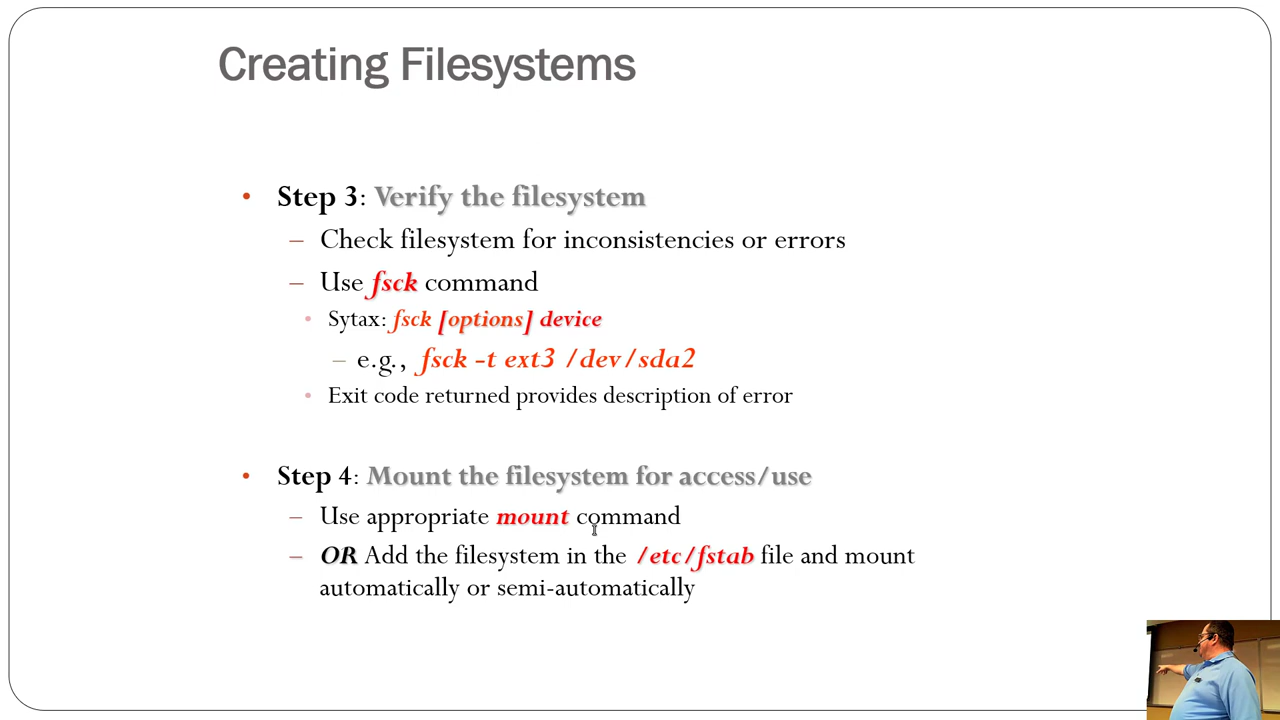 Creating Filesystems
• Step 3: Verify the filesystem
– Check filesystem for inconsistencies or errors
– Use fsck command
• Sytax: fsck [options] device
– e.g., fsck -t ext3 /dev/sda2
• Exit code returned provides description of error
• Step 4: Mount the filesystem for access/use
– Use appropriate mount command
– OR Add the filesystem in the /etc/fstab file and mount
automatically or semi-automatically